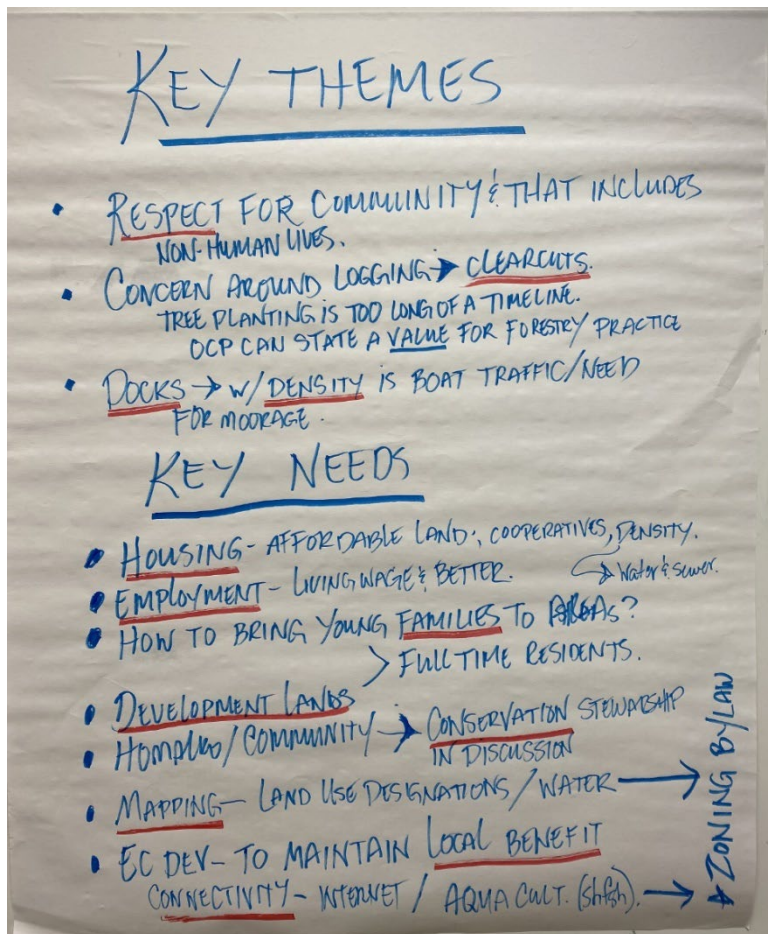 KEY THEMES
• RESPECT FOR COMMUNITY & THAT INCLUDES
NON-HUMAN LIVES.
• CONCERN AROUND LOGGING → CLEARCUTS.
TREE PLANTING IS TOO LONG OF A TIMELINE.
OCP CAN STATE A VALUE FOR FORESTRY PRACTICE
• DOCKS → W/ DENSITY IS BOAT TRAFFIC/NEED
FOR MOORAGE.
KEY NEEDS
• HOUSING - AFFORDABLE LAND;, COOPERATIVES, DENSITY.
→ Water & sewer.
• EMPLOYMENT - LIVING WAGE & BETTER.
• HOW TO BRING YOUNG FAMILIES TO AREAS?
> FULL TIME RESIDENTS.
• DEVELOPMENT LANDS
• HOMALKO/COMMUNITY → CONSERVATION STEWARSHIP
IN DISCUSSION
• MAPPING - LAND USE DESIGNATIONS / WATER →
• EC DEV - TO MAINTAIN LOCAL BENEFIT
CONNECTIVITY - INTERNET / AQUA CULT. (shfsh). →
* ZONING BYLAW